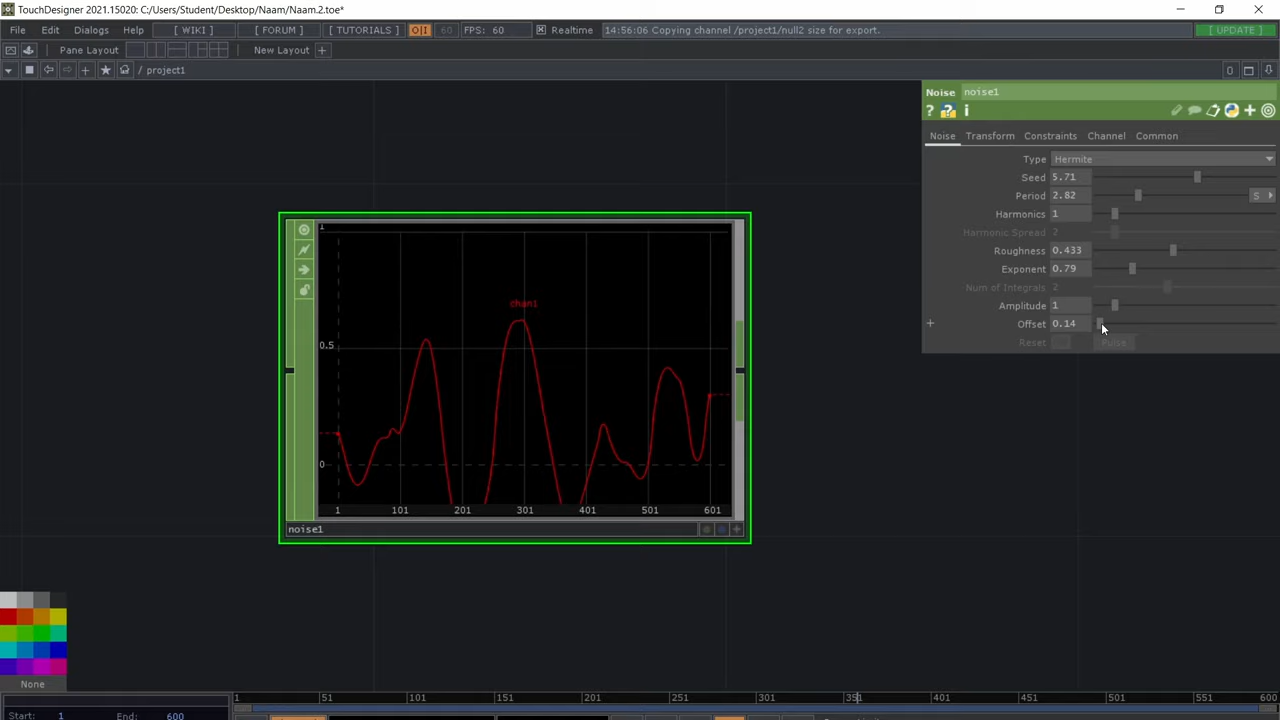 TouchDesigner 2021.15020: C:/Users/Student/Desktop/Naam/Naam.2.toe*
File Edit Dialogs Help [ WIKI ] [ FORUM ] [ TUTORIALS ] O|I 60 FPS: 60 Realtime 14:56:06 Copying channel /project1/null2 size for export. [ UPDATE ]
Pane Layout New Layout +
/ project1 0
Noise noise1
? ? i
Noise Transform Constraints Channel Common
Type Hermite
Seed 5.71
Period 2.82 S
Harmonics 1
Harmonic Spread 2
Roughness 0.433
Exponent 0.79
Num of Integrals 2
Amplitude 1
+ Offset 0.14
Reset Pulse
1
chan1
0.5
0
1 101 201 301 401 501 601
noise1
None
1 51 101 151 201 251 301 351 401 451 501 551 600
Start: 1 End: 600